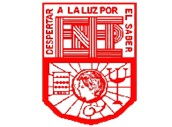 DESPERTAR A LA LUZ POR EL SABER
ENP